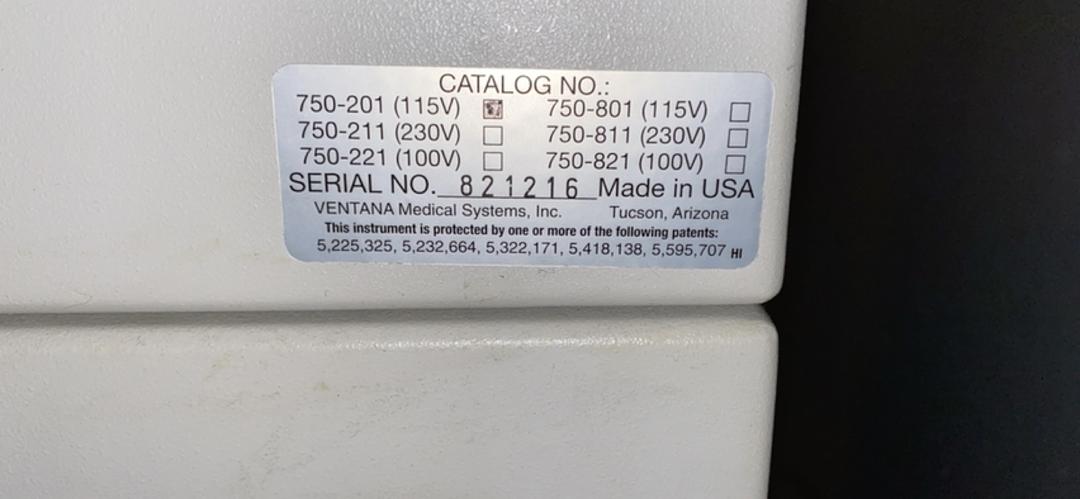 CATALOG NO.:
750-201 (115V) 750-801 (115V)
750-211 (230V) 750-811 (230V)
750-221 (100V) 750-821 (100V)
SERIAL NO. 821216 Made in USA
VENTANA Medical Systems, Inc. Tucson, Arizona
This instrument is protected by one or more of the following patents:
5,225,325, 5,232,664, 5,322,171, 5,418,138, 5,595,707 HI